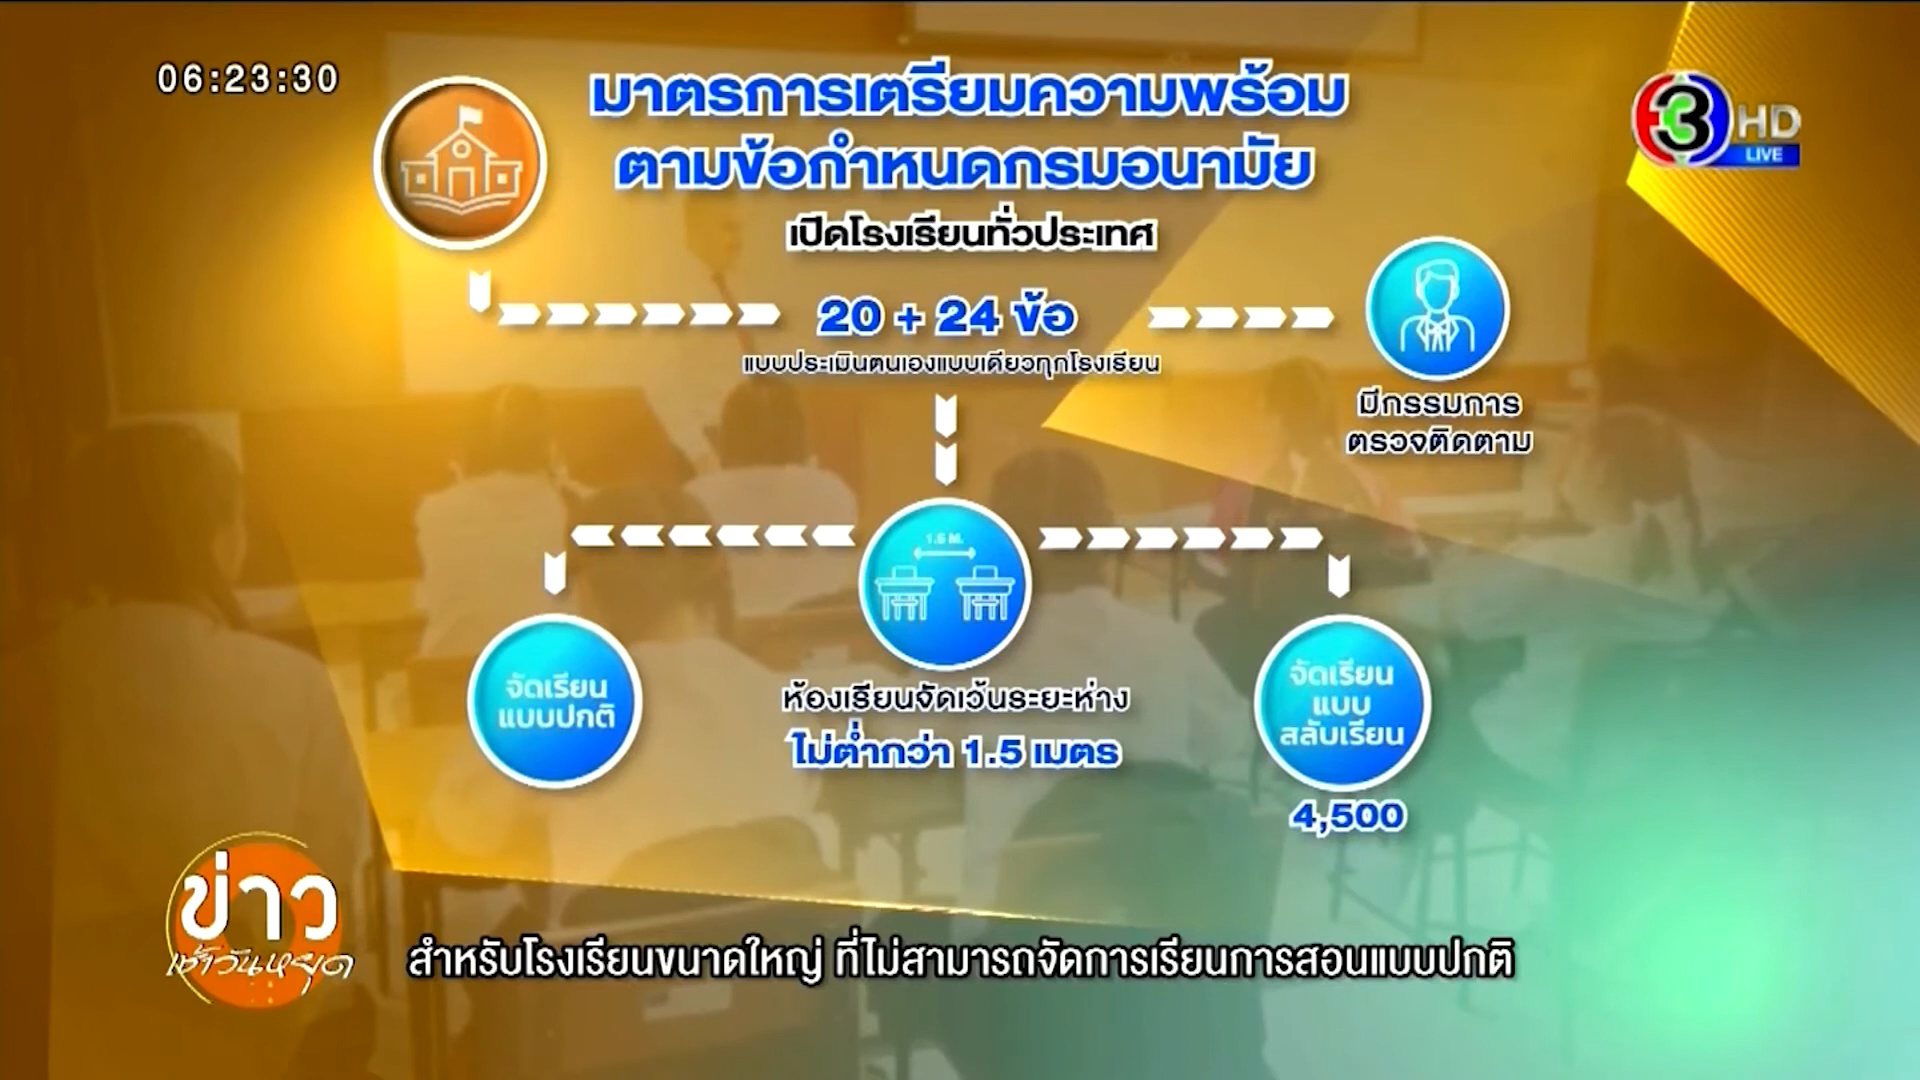 06:23:30
มาตรการเตรียมความพร้อม
ตามข้อกำหนดกรมอนามัย
เปิดโรงเรียนทั่วประเทศ
3 HD
LIVE
20 + 24 ข้อ
แบบประเมินตนเองแบบเดียวทุกโรงเรียน
มีกรรมการ
ตรวจติดตาม
1.5 M.
จัดเรียน
แบบปกติ
ห้องเรียนจัดเว้นระยะห่าง
ไม่ต่ำกว่า 1.5 เมตร
จัดเรียน
แบบ
สลับเรียน
4,500
ข่าว
เช้าวันหยุด
สำหรับโรงเรียนขนาดใหญ่ ที่ไม่สามารถจัดการเรียนการสอนแบบปกติ